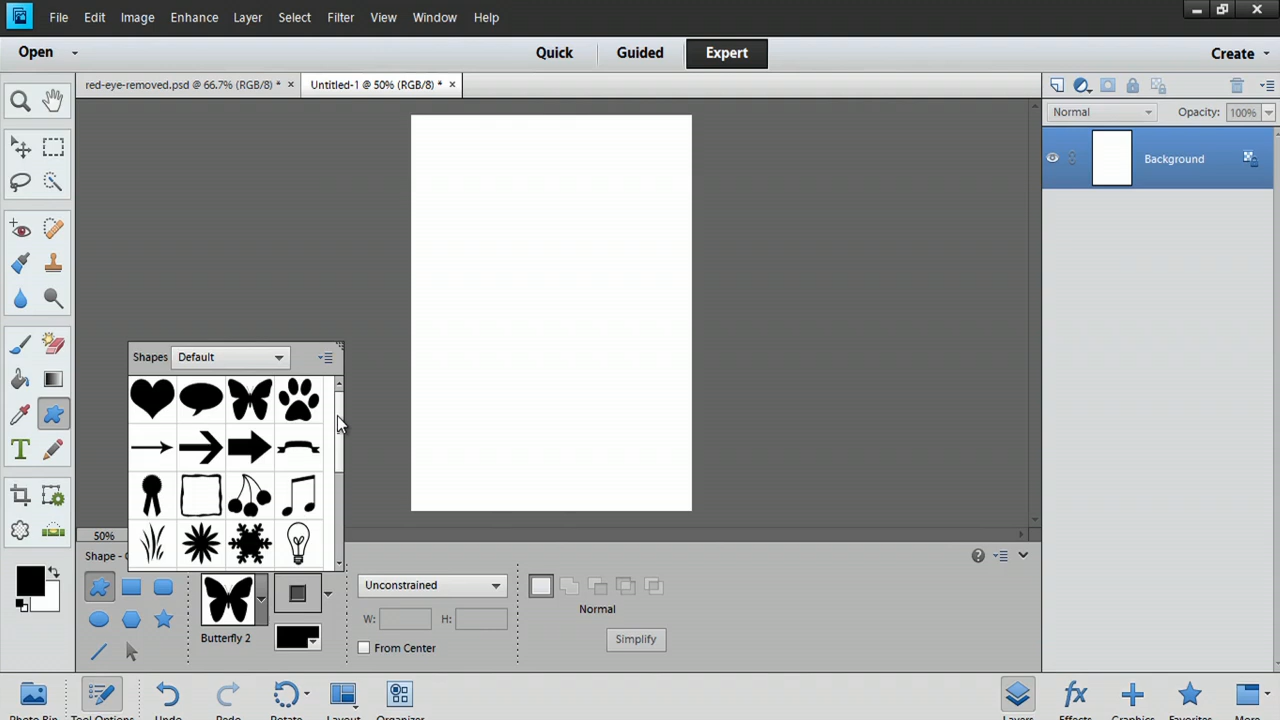 File Edit Image Enhance Layer Select Filter View Window Help
Open Quick Guided Expert Create
red-eye-removed.psd @ 66.7% (RGB/8) * × Untitled-1 @ 50% (RGB/8) * ×
Normal Opacity: 100%
Background
Shapes Default
T
50%
Shape - C
Unconstrained
Normal
W: H:
Butterfly 2
Simplify
From Center
Photo Bin Tool Options Undo Redo Rotate Layout Organizer Layers Effects Graphics Favorites More